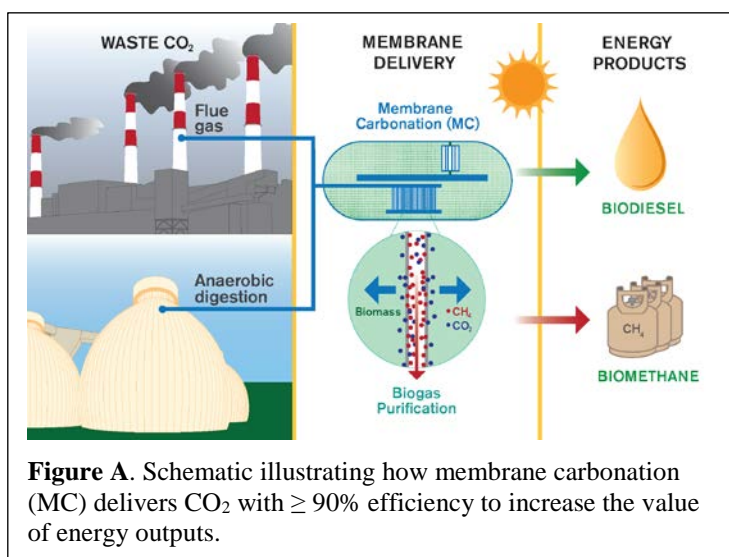 WASTE CO₂
Flue
gas
Anaerobic
digestion
MEMBRANE
DELIVERY
Membrane
Carbonation (MC)
Biomass
CH₄
CO₂
Biogas
Purification
ENERGY
PRODUCTS
BIODIESEL
CH₄
BIOMETHANE
Figure A. Schematic illustrating how membrane carbonation
(MC) delivers CO₂ with ≥ 90% efficiency to increase the value
of energy outputs.